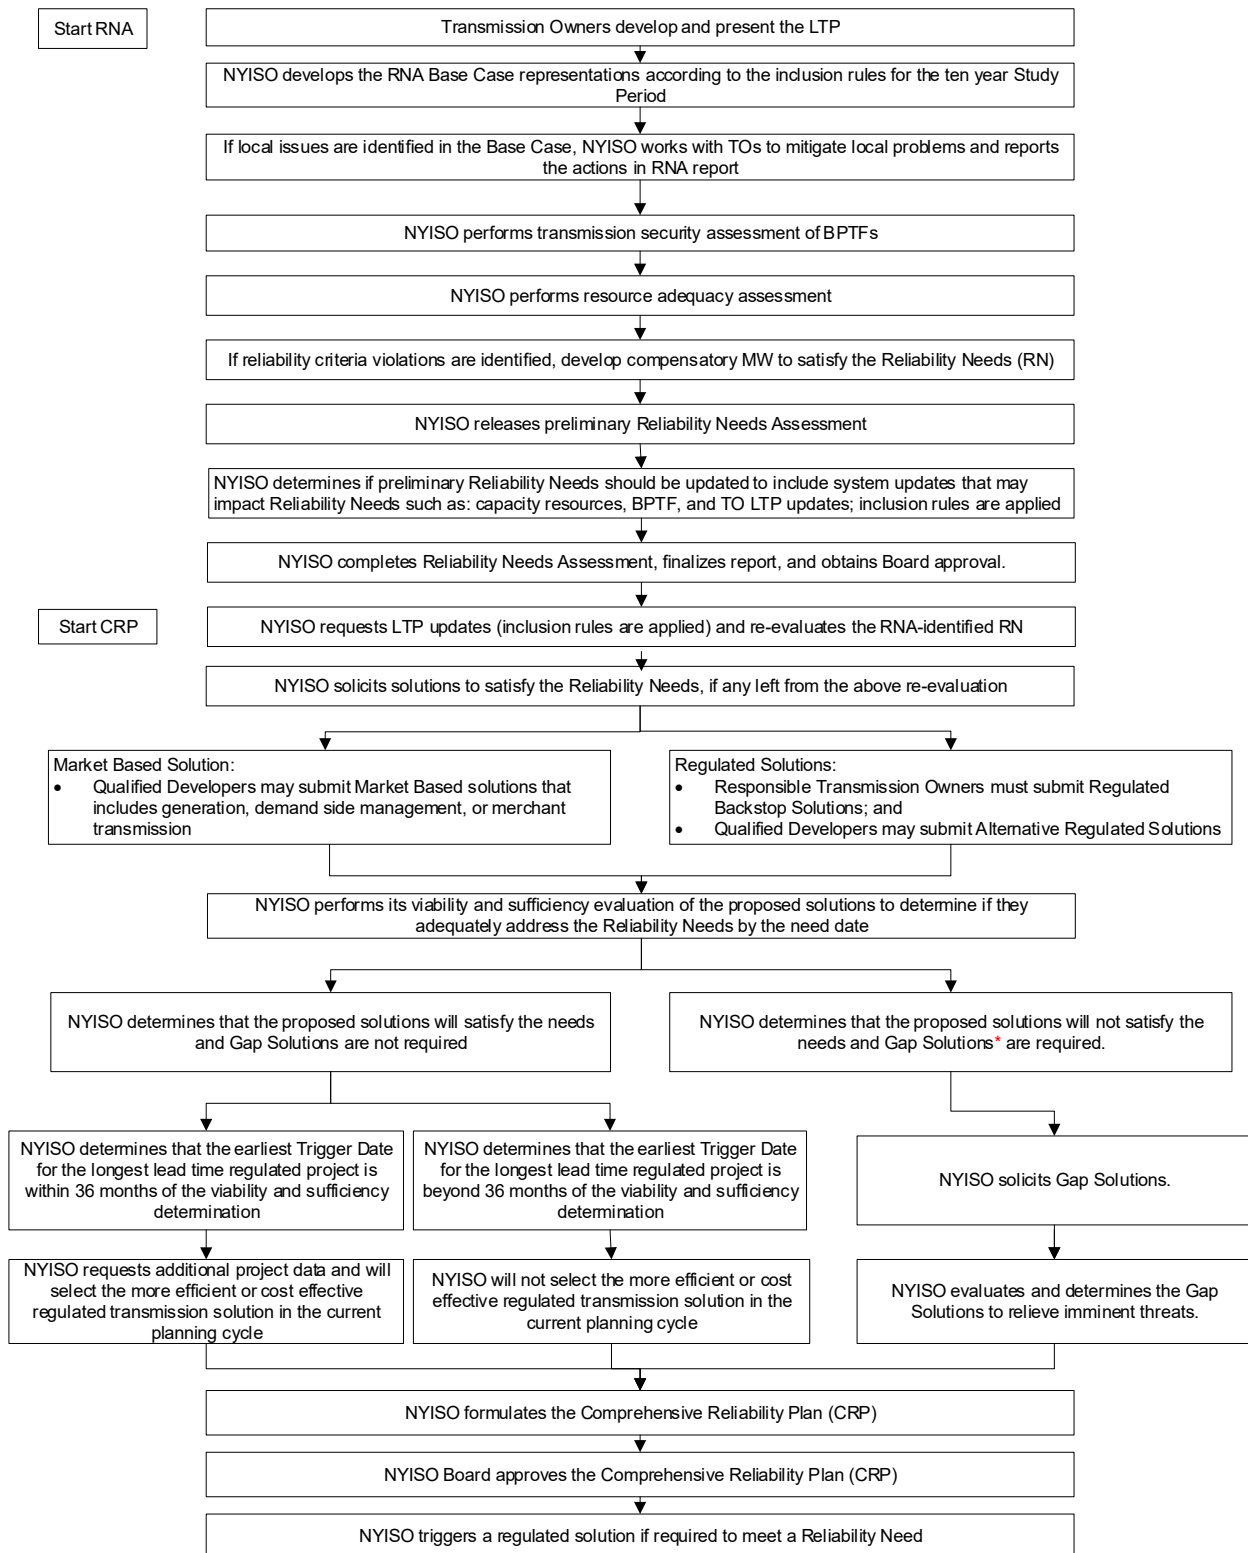 Start RNA
Transmission Owners develop and present the LTP
NYISO develops the RNA Base Case representations according to the inclusion rules for the ten year Study
Period
If local issues are identified in the Base Case, NYISO works with TOs to mitigate local problems and reports
the actions in RNA report
NYISO performs transmission security assessment of BPTFs
NYISO performs resource adequacy assessment
If reliability criteria violations are identified, develop compensatory MW to satisfy the Reliability Needs (RN)
NYISO releases preliminary Reliability Needs Assessment
NYISO determines if preliminary Reliability Needs should be updated to include system updates that may
impact Reliability Needs such as: capacity resources, BPTF, and TO LTP updates; inclusion rules are applied
NYISO completes Reliability Needs Assessment, finalizes report, and obtains Board approval.
Start CRP
NYISO requests LTP updates (inclusion rules are applied) and re-evaluates the RNA-identified RN
NYISO solicits solutions to satisfy the Reliability Needs, if any left from the above re-evaluation
Market Based Solution:
• Qualified Developers may submit Market Based solutions that
includes generation, demand side management, or merchant
transmission
Regulated Solutions:
• Responsible Transmission Owners must submit Regulated
Backstop Solutions; and
• Qualified Developers may submit Alternative Regulated Solutions
NYISO performs its viability and sufficiency evaluation of the proposed solutions to determine if they
adequately address the Reliability Needs by the need date
NYISO determines that the proposed solutions will satisfy the needs
and Gap Solutions are not required
NYISO determines that the proposed solutions will not satisfy the
needs and Gap Solutions* are required.
NYISO determines that the earliest Trigger Date
for the longest lead time regulated project is
within 36 months of the viability and sufficiency
determination
NYISO determines that the earliest Trigger Date
for the longest lead time regulated project is
beyond 36 months of the viability and sufficiency
determination
NYISO solicits Gap Solutions.
NYISO requests additional project data and will
select the more efficient or cost effective
regulated transmission solution in the current
planning cycle
NYISO will not select the more efficient or cost
effective regulated transmission solution in the
current planning cycle
NYISO evaluates and determines the Gap
Solutions to relieve imminent threats.
NYISO formulates the Comprehensive Reliability Plan (CRP)
NYISO Board approves the Comprehensive Reliability Plan (CRP)
NYISO triggers a regulated solution if required to meet a Reliability Need